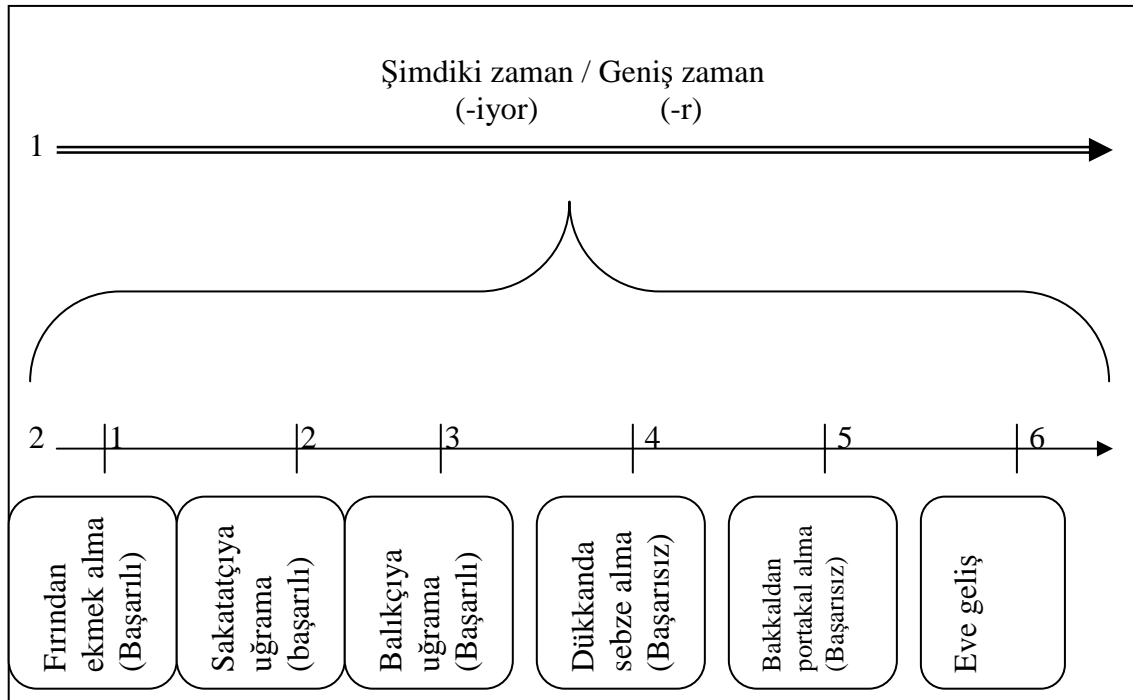 Şimdiki zaman / Geniş zaman
(-iyor) (-r)
1
2 1 2 3 4 5 6
Fırından
ekmek alma
(Başarılı)
Sakatatçıya
uğrama
(başarılı)
Balıkçıya
uğrama
(Başarılı)
Dükkanda
sebze alma
(Başarısız)
Bakkaldan
portakal alma
(Başarısız)
Eve geliş